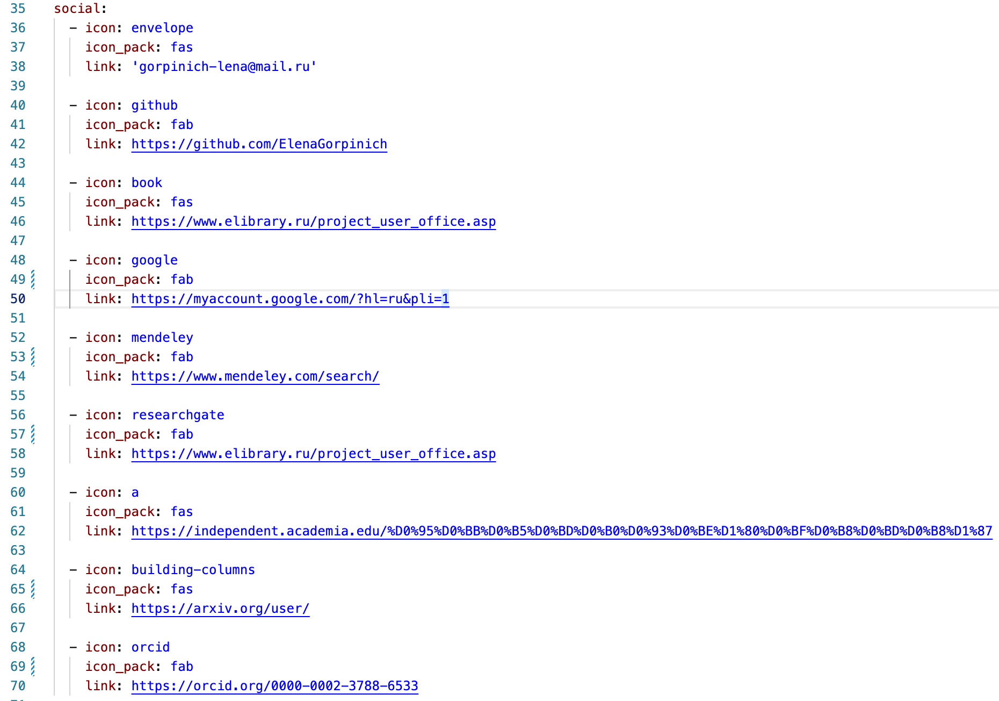 35 social:
36 - icon: envelope
37 icon_pack: fas
38 link: 'gorpinich-lena@mail.ru'
39
40 - icon: github
41 icon_pack: fab
42 link: https://github.com/ElenaGorpinich
43
44 - icon: book
45 icon_pack: fas
46 link: https://www.elibrary.ru/project_user_office.asp
47
48 - icon: google
49 icon_pack: fab
50 link: https://myaccount.google.com/?hl=ru&pli=1
51
52 - icon: mendeley
53 icon_pack: fab
54 link: https://www.mendeley.com/search/
55
56 - icon: researchgate
57 icon_pack: fab
58 link: https://www.elibrary.ru/project_user_office.asp
59
60 - icon: a
61 icon_pack: fas
62 link: https://independent.academia.edu/%D0%95%D0%BB%D0%B5%D0%BD%D0%B0%D0%93%D0%BE%D1%80%D0%BF%D0%B8%D0%BD%D0%B8%D1%87
63
64 - icon: building-columns
65 icon_pack: fas
66 link: https://arxiv.org/user/
67
68 - icon: orcid
69 icon_pack: fab
70 link: https://orcid.org/0000-0002-3788-6533